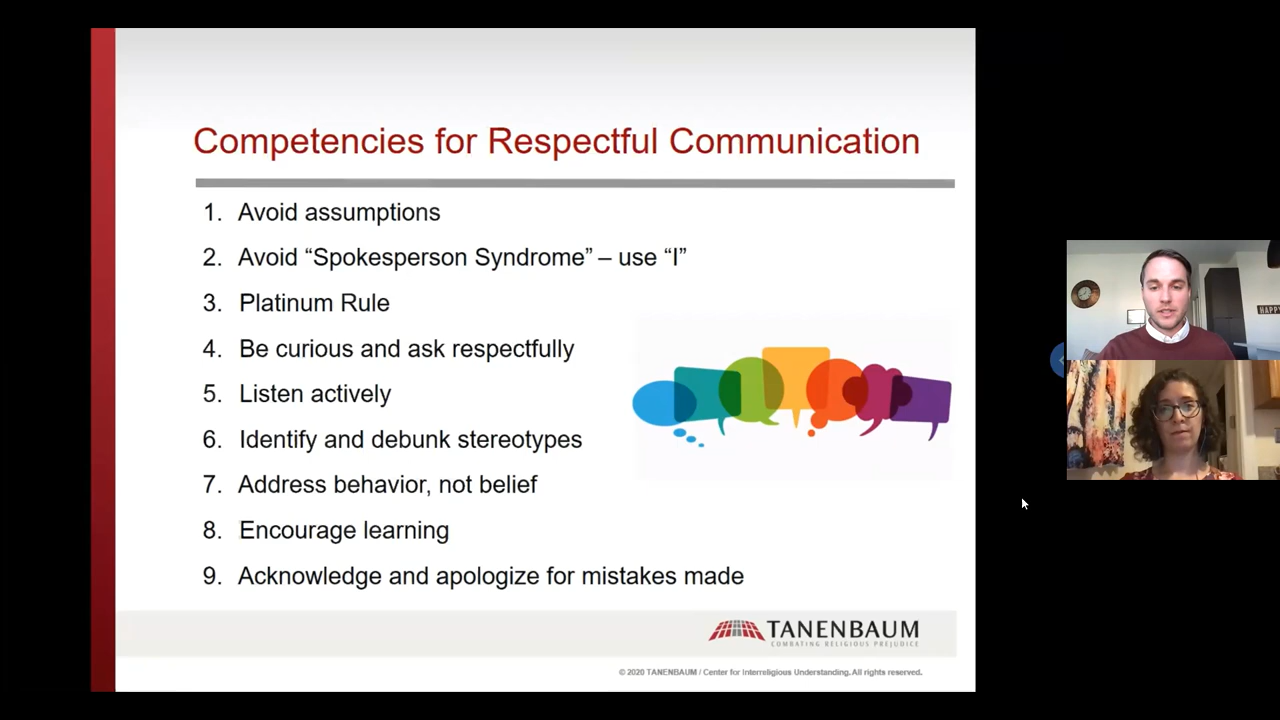 Competencies for Respectful Communication
1. Avoid assumptions
2. Avoid “Spokesperson Syndrome” – use “I”
3. Platinum Rule
4. Be curious and ask respectfully
5. Listen actively
6. Identify and debunk stereotypes
7. Address behavior, not belief
8. Encourage learning
9. Acknowledge and apologize for mistakes made
HAPPY
TANENBAUM
COMBATING RELIGIOUS PREJUDICE
© 2020 TANENBAUM / Center for Interreligious Understanding. All rights reserved.